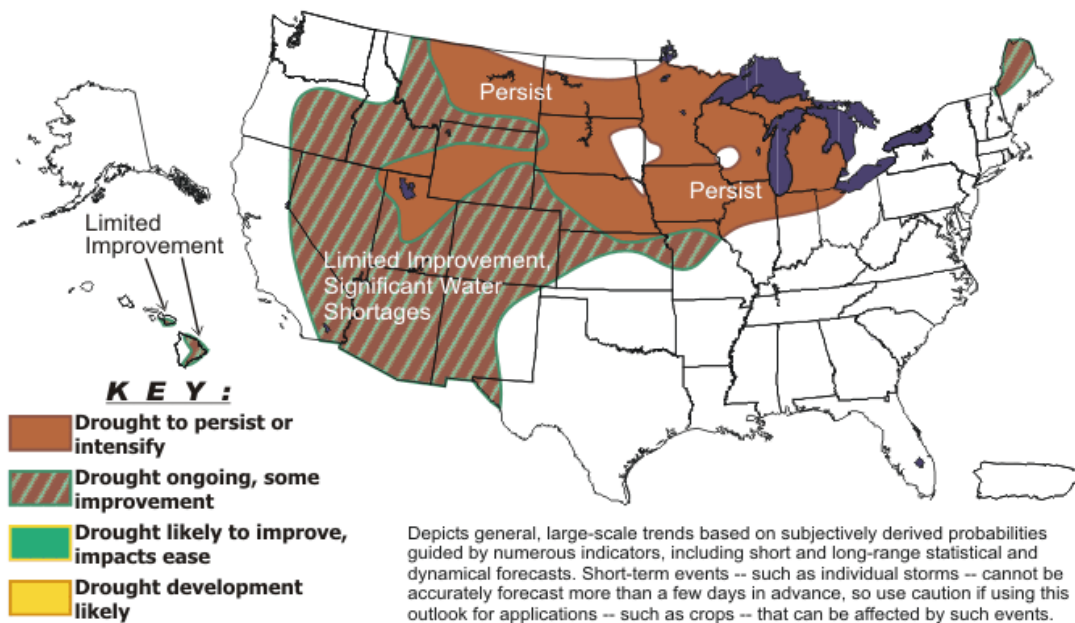 Persist
Persist
Limited
Improvement
Limited Improvement,
Significant Water
Shortages
K E Y :
Drought to persist or
intensify
Drought ongoing, some
improvement
Drought likely to improve,
impacts ease
Drought development
likely
Depicts general, large-scale trends based on subjectively derived probabilities
guided by numerous indicators, including short and long-range statistical and
dynamical forecasts. Short-term events -- such as individual storms -- cannot be
accurately forecast more than a few days in advance, so use caution if using this
outlook for applications -- such as crops -- that can be affected by such events.